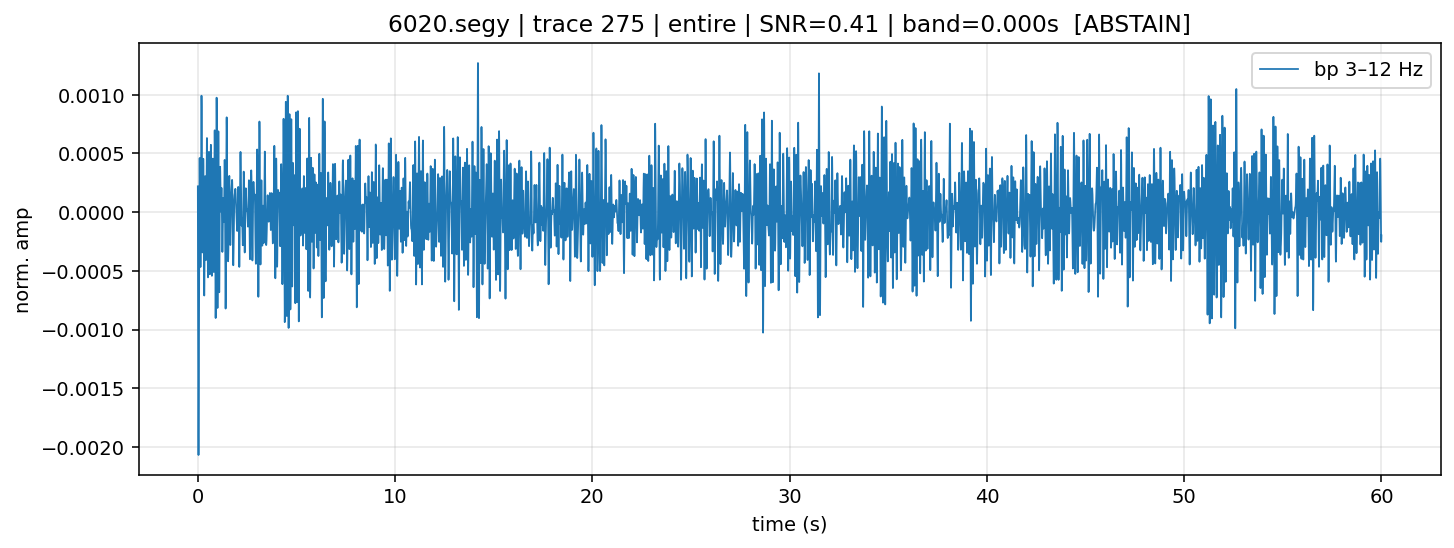 6020.segy | trace 275 | entire | SNR=0.41 | band=0.000s  [ABSTAIN]
bp 3–12 Hz
norm. amp
0.0010
0.0005
0.0000
−0.0005
−0.0010
−0.0015
−0.0020
0 10 20 30 40 50 60
time (s)